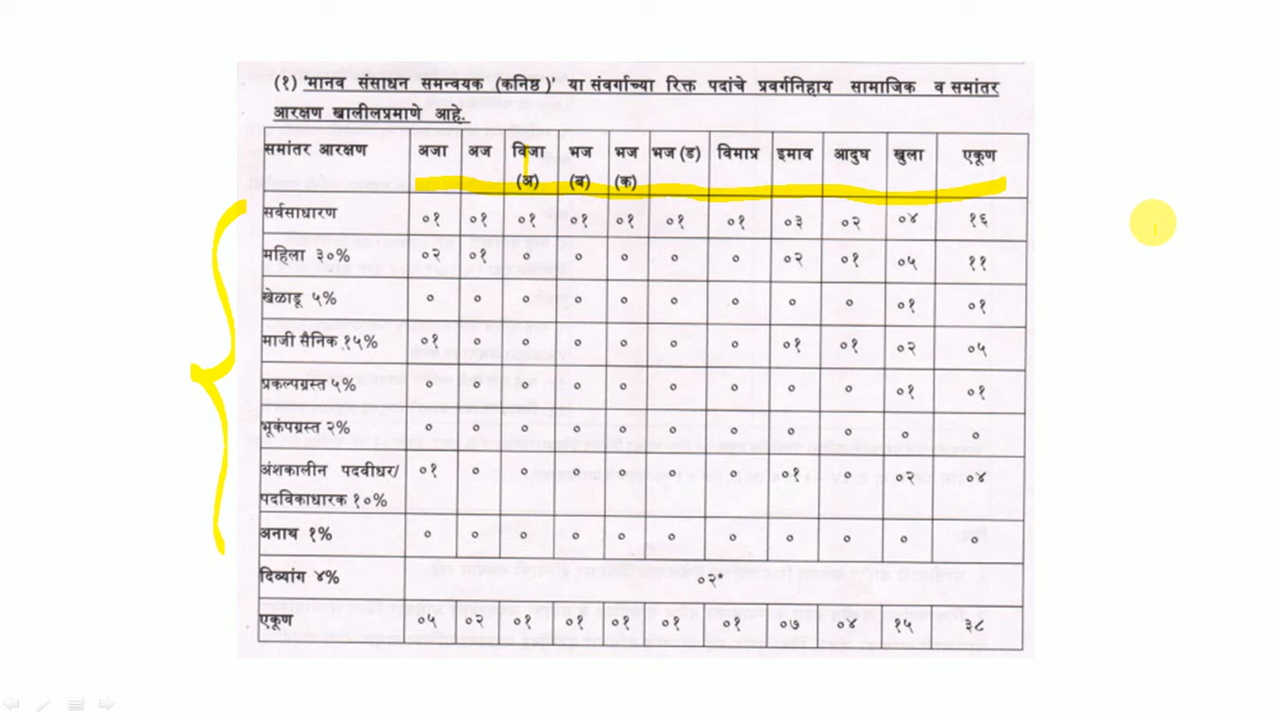 (१) 'मानव संसाधन समन्वयक (कनिष्ठ)' या संवर्गाच्या रिक्त पदांचे प्रवर्गनिहाय सामाजिक व समांतर
आरक्षण खालीलप्रमाणे आहे.
समांतर आरक्षण अजा अज विजा (अ) भज (ब) भज (क) भज (ड) विमाप्र इमाव आदुघ खुला एकूण
सर्वसाधारण ०१ ०१ ०१ ०१ ०१ ०१ ०१ ०३ ०२ ०४ १६
महिला ३०% ०२ ०१ ० ० ० ० ० ०२ ०१ ०५ ११
खेळाडू ५% ० ० ० ० ० ० ० ० ० ०१ ०१
माजी सैनिक १५% ०१ ० ० ० ० ० ० ०१ ०१ ०२ ०५
प्रकल्पग्रस्त ५% ० ० ० ० ० ० ० ० ० ०१ ०१
भूकंपग्रस्त २% ० ० ० ० ० ० ० ० ० ० ०
अंशकालीन पदवीधर/ ०१ ० ० ० ० ० ० ०१ ० ०२ ०४
पदविकाधारक १०%
अनाथ १% ० ० ० ० ० ० ० ० ० ० ०
दिव्यांग ४% ०२*
एकूण ०५ ०२ ०१ ०१ ०१ ०१ ०१ ०७ ०४ १५ ३८